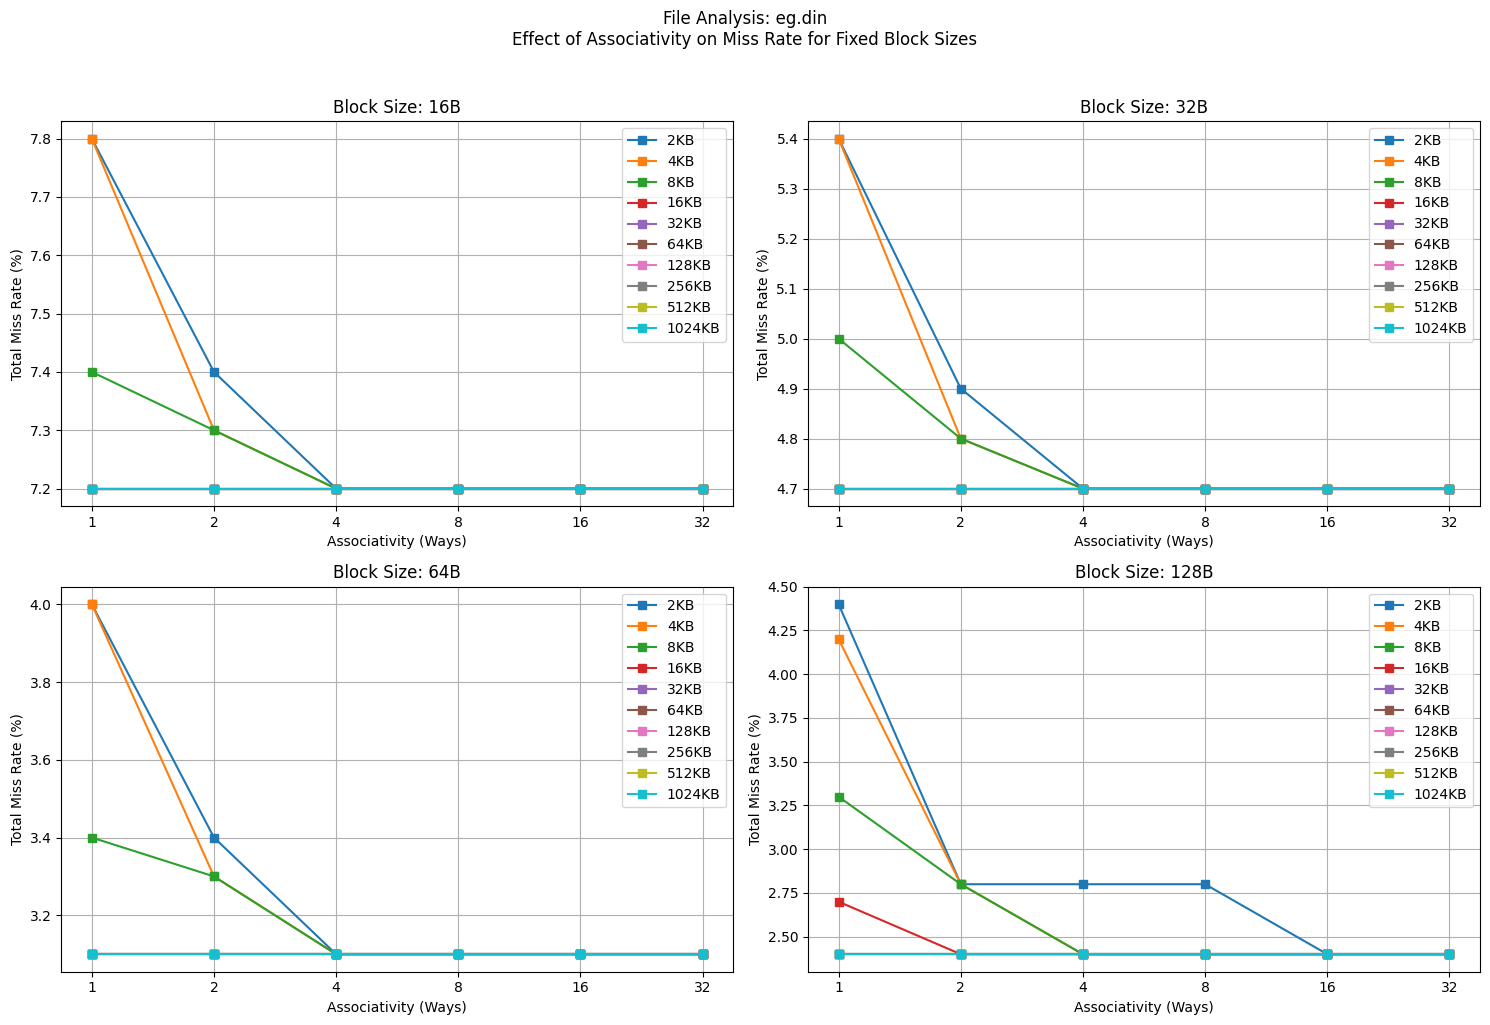 File Analysis: eg.din
Effect of Associativity on Miss Rate for Fixed Block Sizes
Block Size: 16B
Total Miss Rate (%)
7.8
7.7
7.6
7.5
7.4
7.3
7.2
1 2 4 8 16 32
Associativity (Ways)
2KB
4KB
8KB
16KB
32KB
64KB
128KB
256KB
512KB
1024KB
Block Size: 32B
Total Miss Rate (%)
5.4
5.3
5.2
5.1
5.0
4.9
4.8
4.7
1 2 4 8 16 32
Associativity (Ways)
2KB
4KB
8KB
16KB
32KB
64KB
128KB
256KB
512KB
1024KB
Block Size: 64B
Total Miss Rate (%)
4.0
3.8
3.6
3.4
3.2
1 2 4 8 16 32
Associativity (Ways)
2KB
4KB
8KB
16KB
32KB
64KB
128KB
256KB
512KB
1024KB
Block Size: 128B
Total Miss Rate (%)
4.50
4.25
4.00
3.75
3.50
3.25
3.00
2.75
2.50
1 2 4 8 16 32
Associativity (Ways)
2KB
4KB
8KB
16KB
32KB
64KB
128KB
256KB
512KB
1024KB